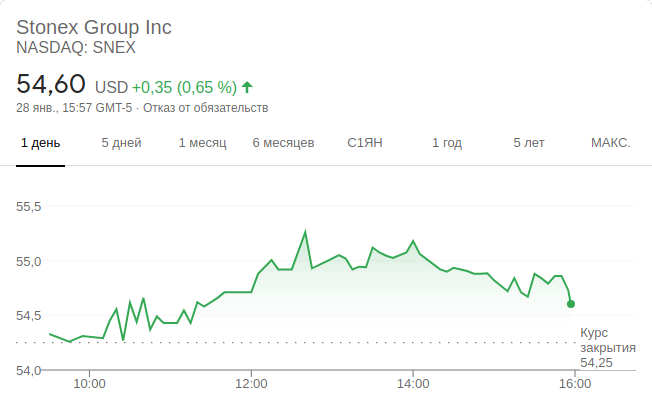 Stonex Group Inc
NASDAQ: SNEX
54,60 USD +0,35 (0,65 %)
28 янв., 15:57 GMT-5 · Отказ от обязательств
1 день 5 дней 1 месяц 6 месяцев С1ЯН 1 год 5 лет МАКС.
55,5
55,0
54,5
54,0
Курс
закрытия
54,25
10:00 12:00 14:00 16:00